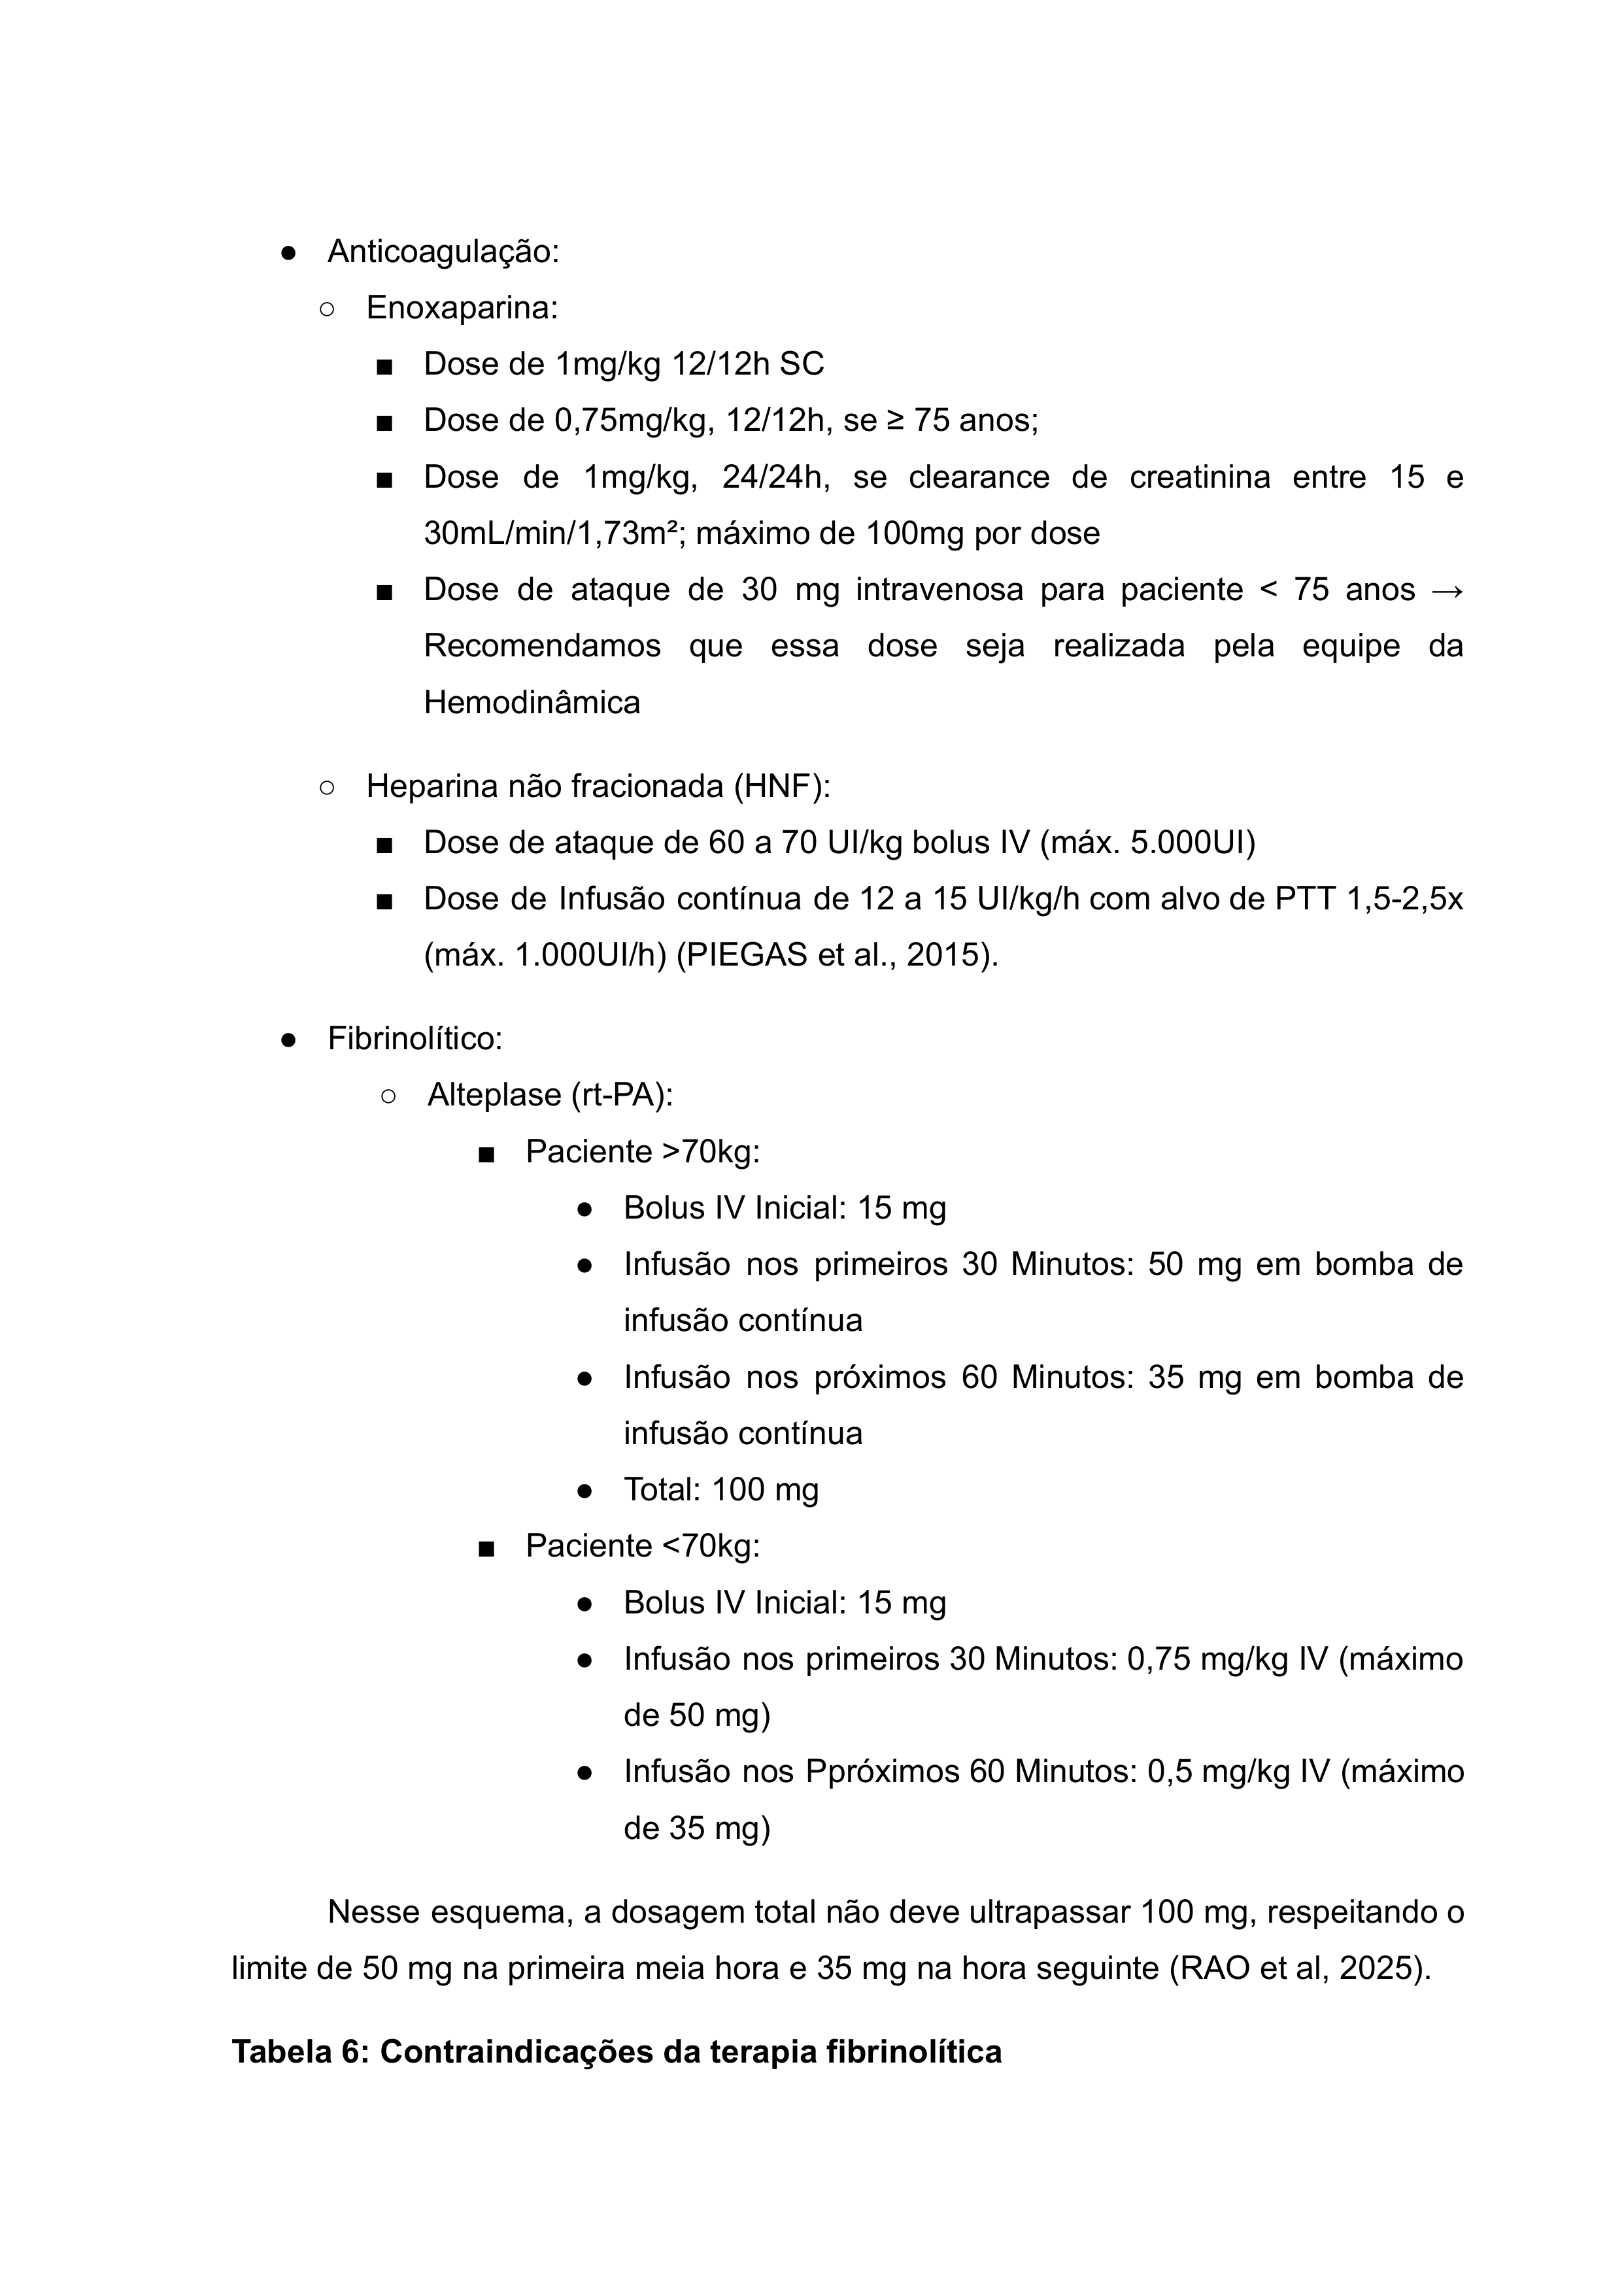 ● Anticoagulação:
○ Enoxaparina:
■ Dose de 1mg/kg 12/12h SC
■ Dose de 0,75mg/kg, 12/12h, se ≥ 75 anos;
■ Dose de 1mg/kg, 24/24h, se clearance de creatinina entre 15 e
30mL/min/1,73m²; máximo de 100mg por dose
■ Dose de ataque de 30 mg intravenosa para paciente < 75 anos →
Recomendamos que essa dose seja realizada pela equipe da
Hemodinâmica
○ Heparina não fracionada (HNF):
■ Dose de ataque de 60 a 70 UI/kg bolus IV (máx. 5.000UI)
■ Dose de Infusão contínua de 12 a 15 UI/kg/h com alvo de PTT 1,5-2,5x
(máx. 1.000UI/h) (PIEGAS et al., 2015).
● Fibrinolítico:
○ Alteplase (rt-PA):
■ Paciente >70kg:
● Bolus IV Inicial: 15 mg
● Infusão nos primeiros 30 Minutos: 50 mg em bomba de
infusão contínua
● Infusão nos próximos 60 Minutos: 35 mg em bomba de
infusão contínua
● Total: 100 mg
■ Paciente <70kg:
● Bolus IV Inicial: 15 mg
● Infusão nos primeiros 30 Minutos: 0,75 mg/kg IV (máximo
de 50 mg)
● Infusão nos Ppróximos 60 Minutos: 0,5 mg/kg IV (máximo
de 35 mg)
Nesse esquema, a dosagem total não deve ultrapassar 100 mg, respeitando o
limite de 50 mg na primeira meia hora e 35 mg na hora seguinte (RAO et al, 2025).
Tabela 6: Contraindicações da terapia fibrinolítica